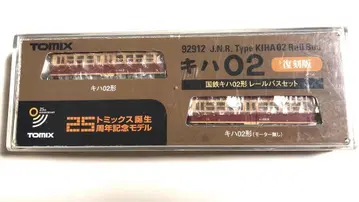 TOMIX
92912 J.N.R. Type KIHA02 Rail Bus
キハ02
復刻版
国鉄キハ02形 レールバスセット
キハ02形
TOMIX
25 トミックス誕生
周年記念モデル
キハ02形(モーター無し)